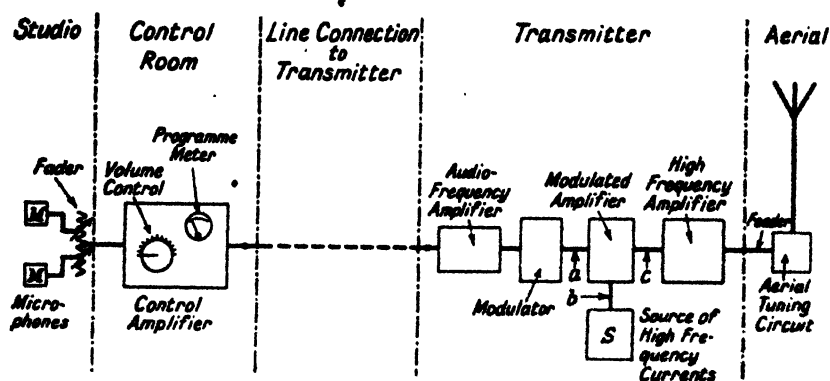 Studio
Control
Room
Line Connection
to
Transmitter
Transmitter
Aerial
Fader
Volume
Control
Programme
Meter
Audio-
Frequency
Amplifier
Modulated
Amplifier
High
Frequency
Amplifier
Feeder
M
M
Micro-
phones
Control
Amplifier
Modulator
a
b
c
S
Source of
High Fre-
quency
Currents
Aerial
Tuning
Circuit